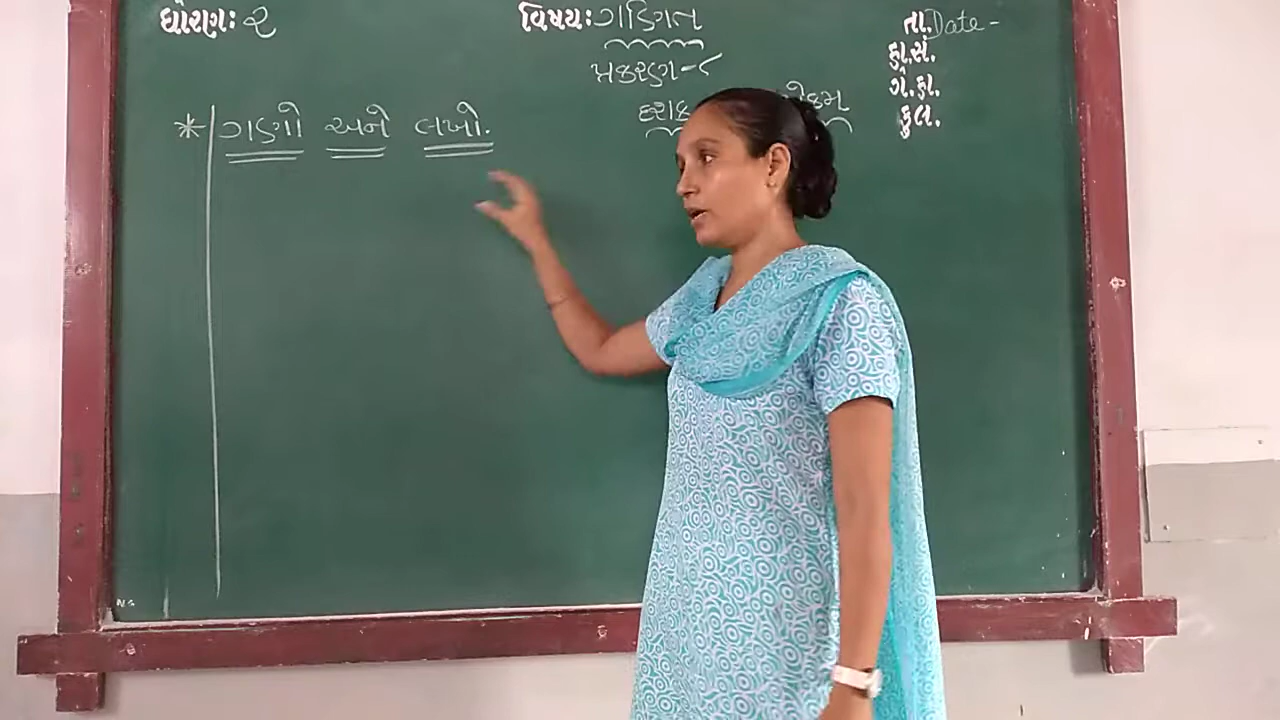 ધોરણ: ૨ વિષય: ગણિત તા. Date -
પ્રકરણ-૮ હા.સં.
ગે.હા.
કુલ.
* ગણો અને લખો.